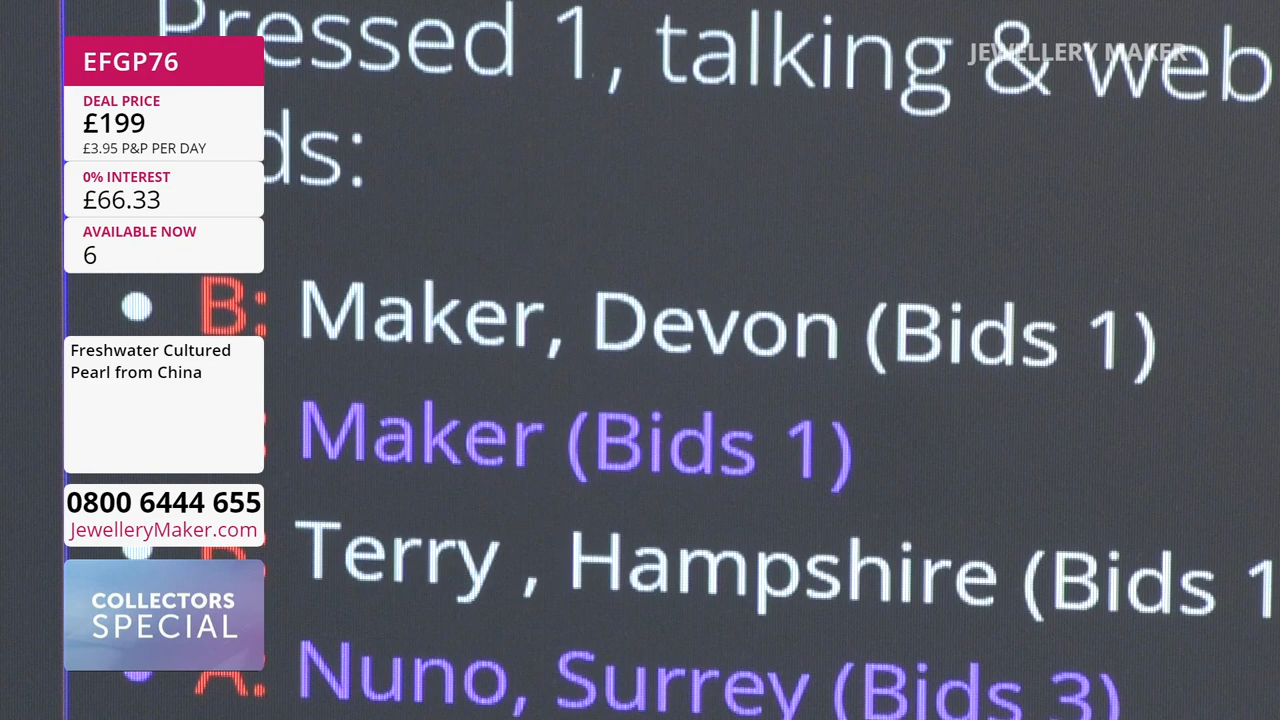 Pressed 1, talking & web
ds:
JEWELLERY MAKER
EFGP76
DEAL PRICE
£199
£3.95 P&P PER DAY
0% INTEREST
£66.33
AVAILABLE NOW
6
B: Maker, Devon (Bids 1)
Freshwater Cultured
Pearl from China
Maker (Bids 1)
0800 6444 655
JewelleryMaker.com
Terry , Hampshire (Bids 1
COLLECTORS
SPECIAL
A: Nuno, Surrey (Bids 3)